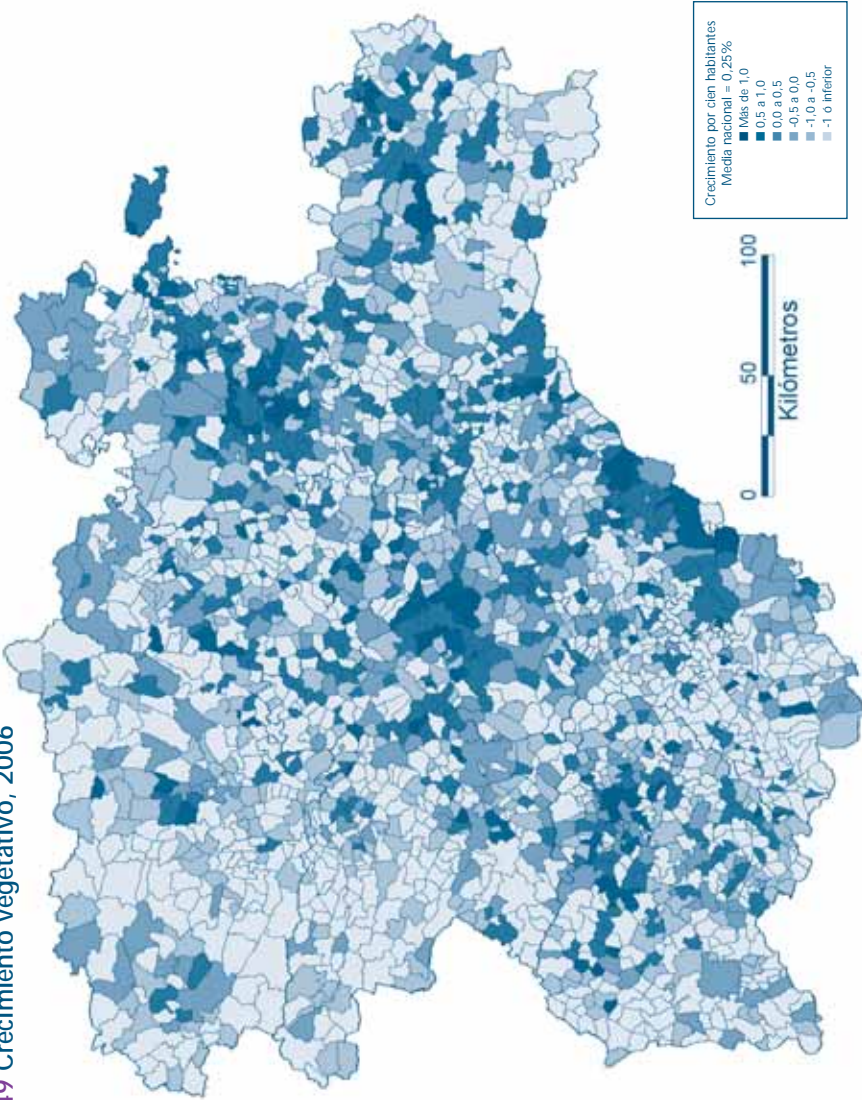 49 Crecimiento vegetativo, 2006
Crecimiento por cien habitantes
Media nacional = 0,25%
Más de 1,0
0,5 a 1,0
0,0 a 0,5
-0,5 a 0,0
-1,0 a -0,5
-1 ó inferior
0 50 100
Kilómetros